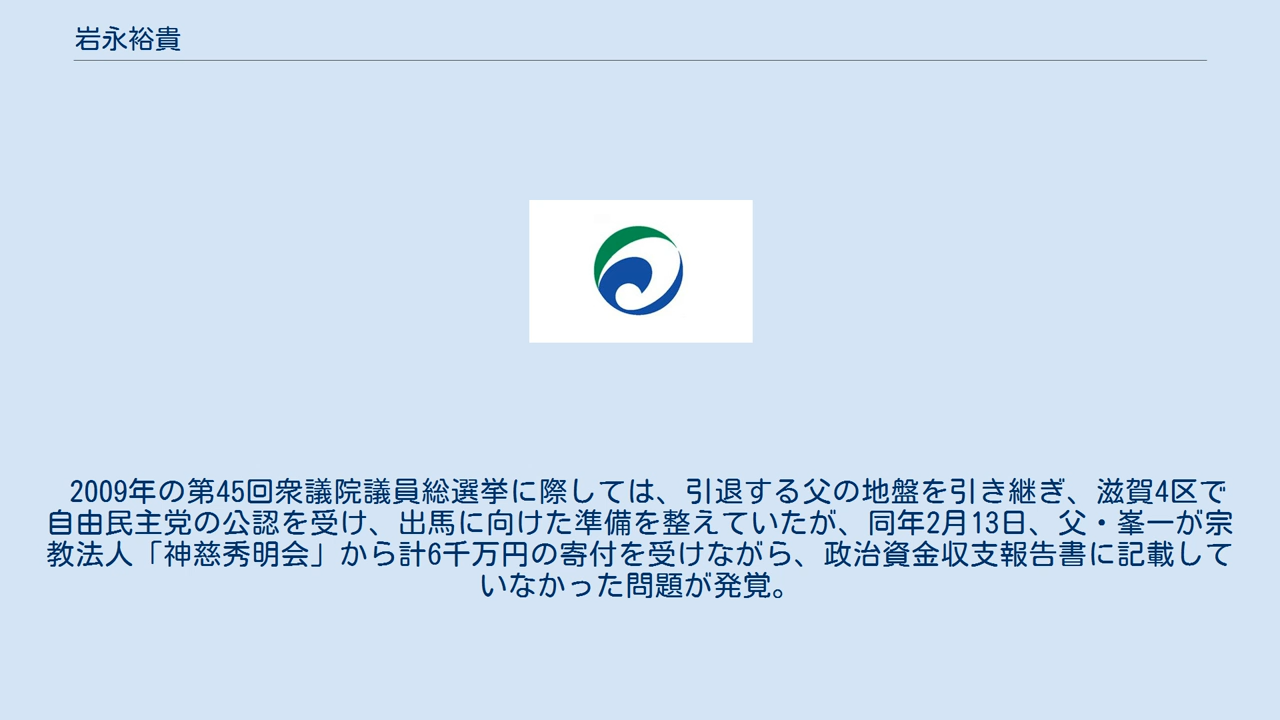 岩永裕貴
2009年の第45回衆議院議員総選挙に際しては、引退する父の地盤を引き継ぎ、滋賀4区で
自由民主党の公認を受け、出馬に向けた準備を整えていたが、同年2月13日、父・峯一が宗
教法人「神慈秀明会」から計6千万円の寄付を受けながら、政治資金収支報告書に記載して
いなかった問題が発覚。